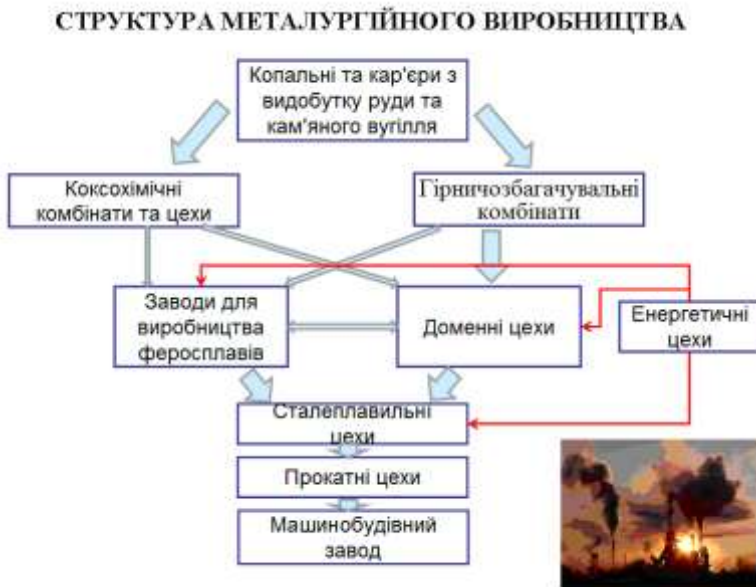 СТРУКТУРА МЕТАЛУРГІЙНОГО ВИРОБНИЦТВА
Копальні та кар'єри з
видобутку руди та
кам'яного вугілля
Коксохімічні
комбінати та цехи
Гірничозбагачувальні
комбінати
Заводи для
виробництва
феросплавів
Доменні цехи
Енергетичні
цехи
Сталеплавильні
цехи
Прокатні цехи
Машинобудівний
завод